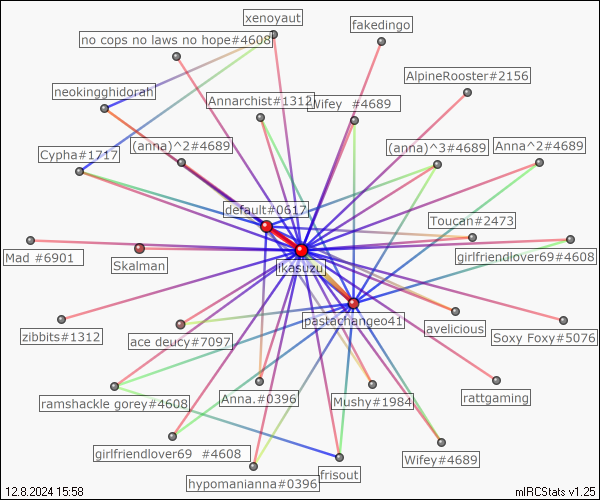 xenoyaut
fakedingo
no cops no laws no hope#4608
AlpineRooster#2156
neokingghidorah
Annarchist#1312
Wifey #4689
(anna)^2#4689
(anna)^3#4689
Anna^2#4689
Cypha#1717
default#0617
Toucan#2473
Mad #6901
Skalman
ikasuzu
girlfriendlover69#4608
pastachangeo41
zibbits#1312
ace deucy#7097
avelicious
Soxy Foxy#5076
ramshackle gorey#4608
Anna.#0396
Mushy#1984
rattgaming
girlfriendlover69 #4608
Wifey#4689
hypomanianna#0396
frisout
12.8.2024 15:58
mIRCStats v1.25